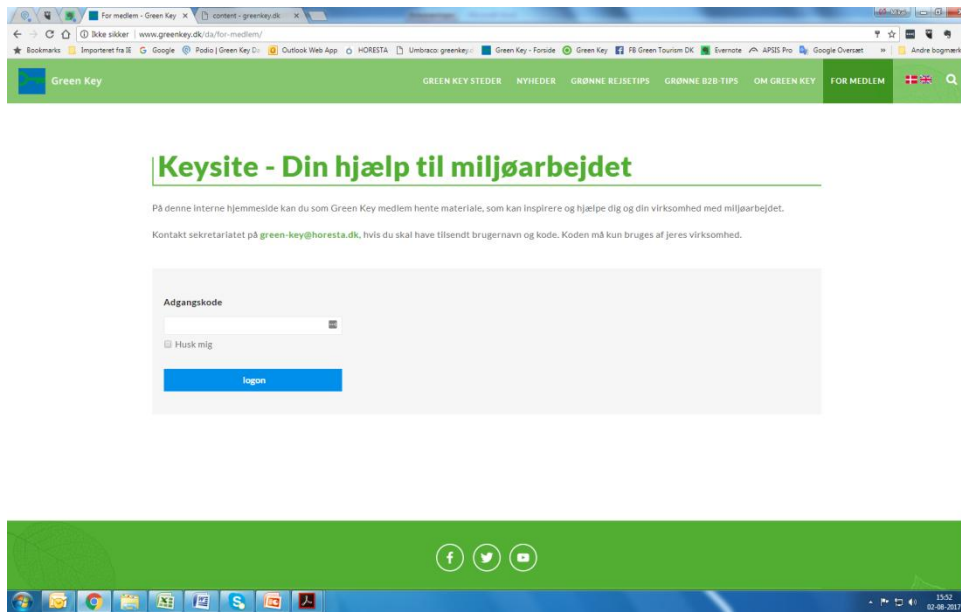 For medlem - Green Key
content - greenkey.dk
Ikke sikker | www.greenkey.dk/da/for-medlem/
Bookmarks Importeret fra IE Google Podio | Green Key Da Outlook Web App HORESTA Umbraco: greenkey.d Green Key - Forside Green Key FB Green Tourism DK Evernote APSIS Pro Google Oversæt » Andre bogmærk
Green Key
GREEN KEY STEDER NYHEDER GRØNNE REJSETIPS GRØNNE B2B-TIPS OM GREEN KEY FOR MEDLEM
Keysite - Din hjælp til miljøarbejdet
På denne interne hjemmeside kan du som Green Key medlem hente materiale, som kan inspirere og hjælpe dig og din virksomhed med miljøarbejdet.
Kontakt sekretariatet på green-key@horesta.dk, hvis du skal have tilsendt brugernavn og kode. Koden må kun bruges af jeres virksomhed.
Adgangskode
Husk mig
logon
15:52
02-08-2017